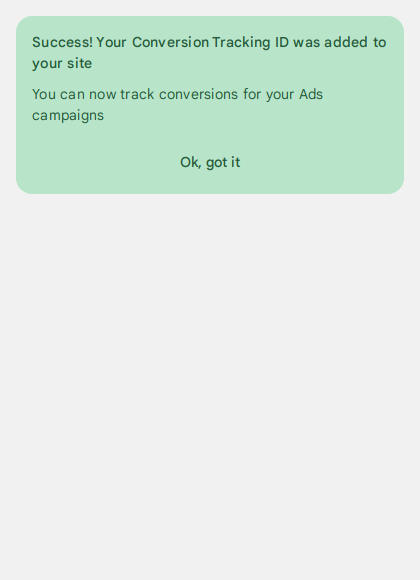 Success! Your Conversion Tracking ID was added to
your site
You can now track conversions for your Ads
campaigns
Ok, got it